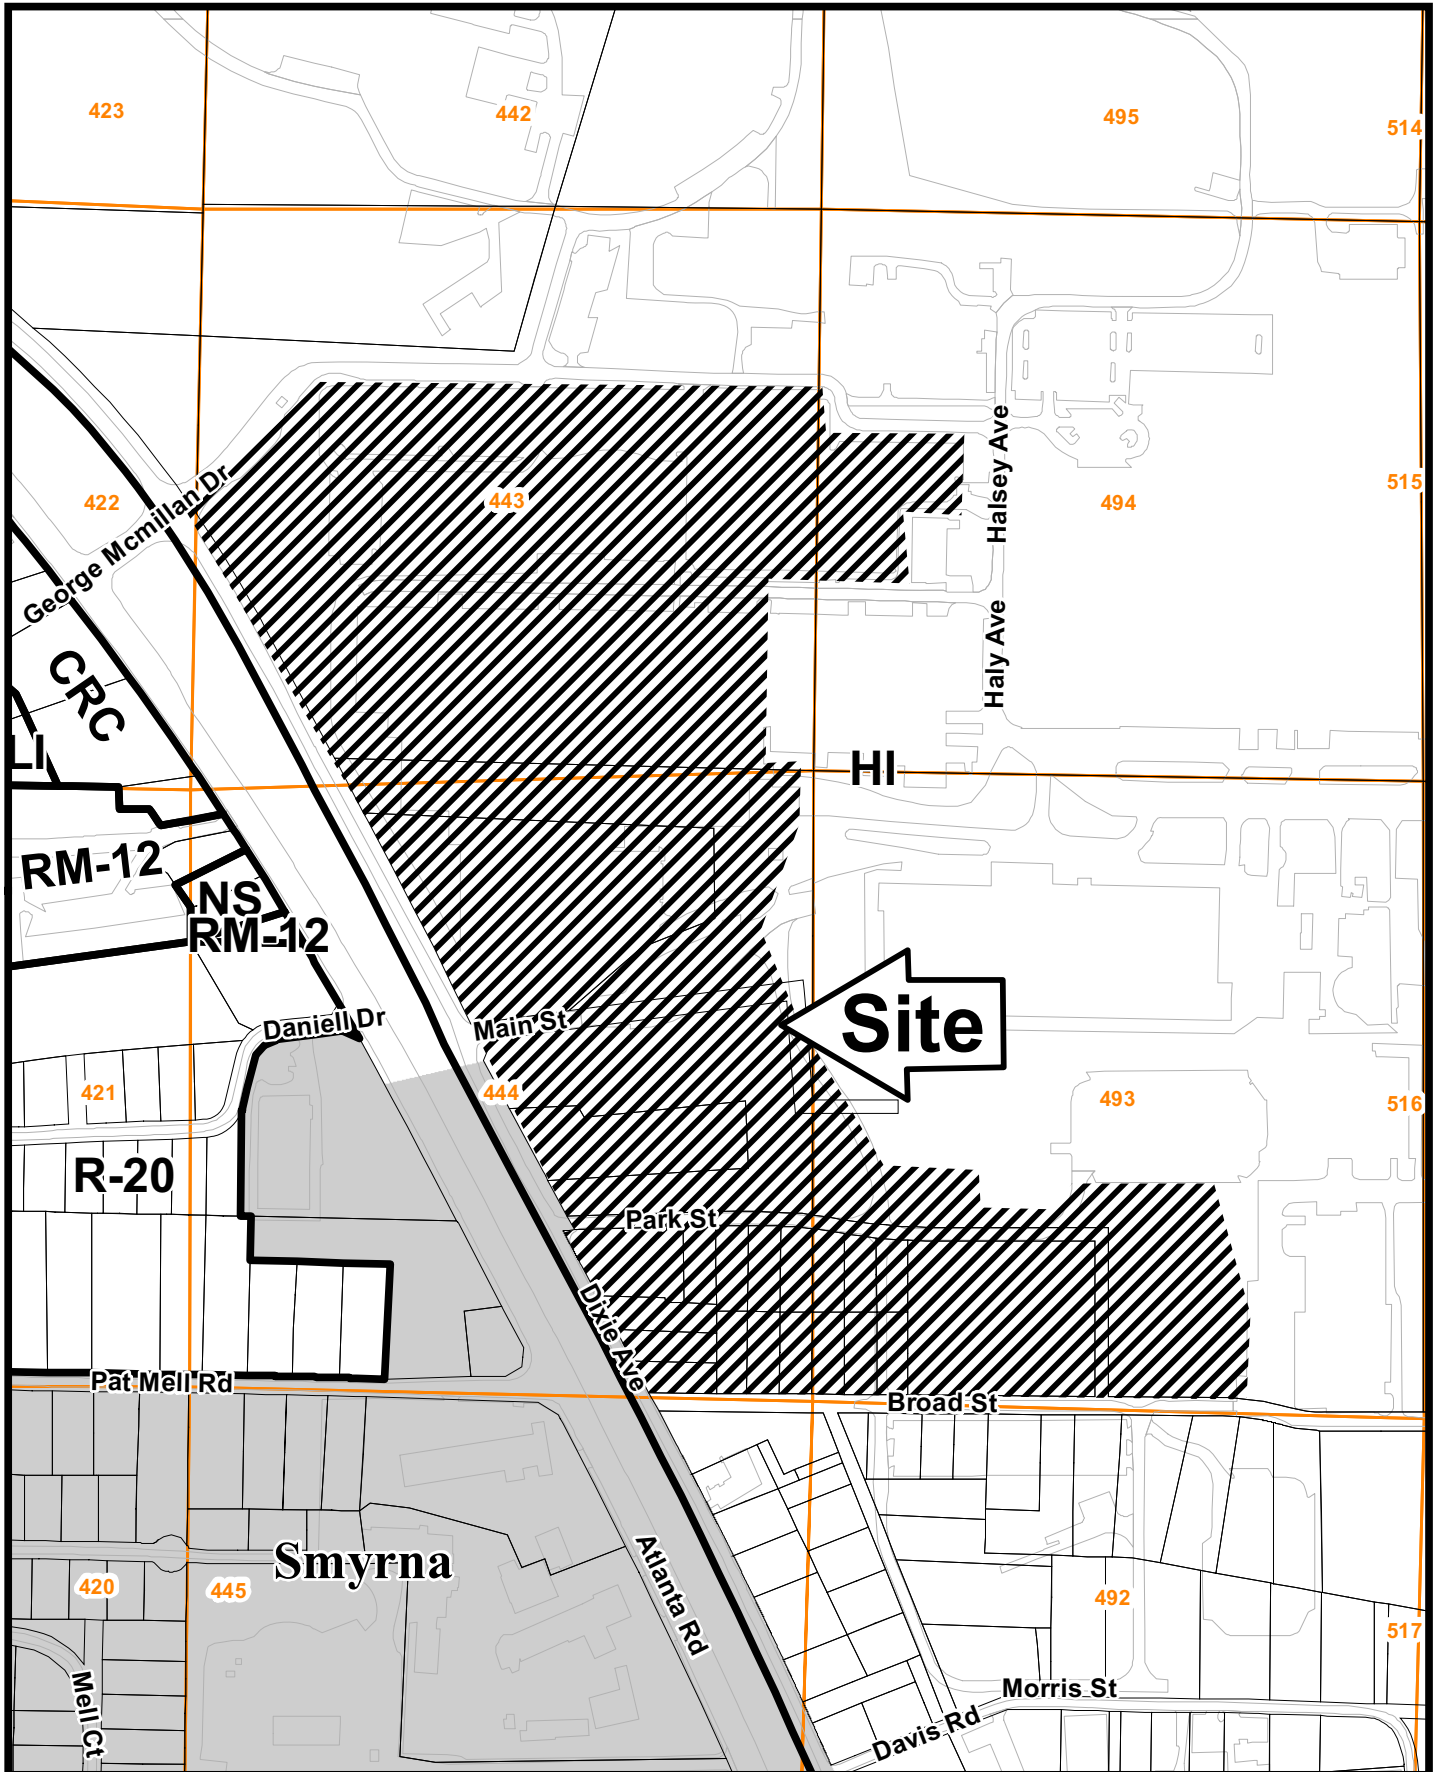 423
442
495
514
Halsey Ave
George Mcmillan Dr
422
443
494
515
Haly Ave
CRC
LI
HI
RM-12
NS
RM-12
Site
Daniell Dr
Main St
421
444
493
516
R-20
Park St
Dixie Ave
Pat Mell Rd
Broad St
Smyrna
420
445
Atlanta Rd
492
517
Mell Ct
Morris St
Davis Rd